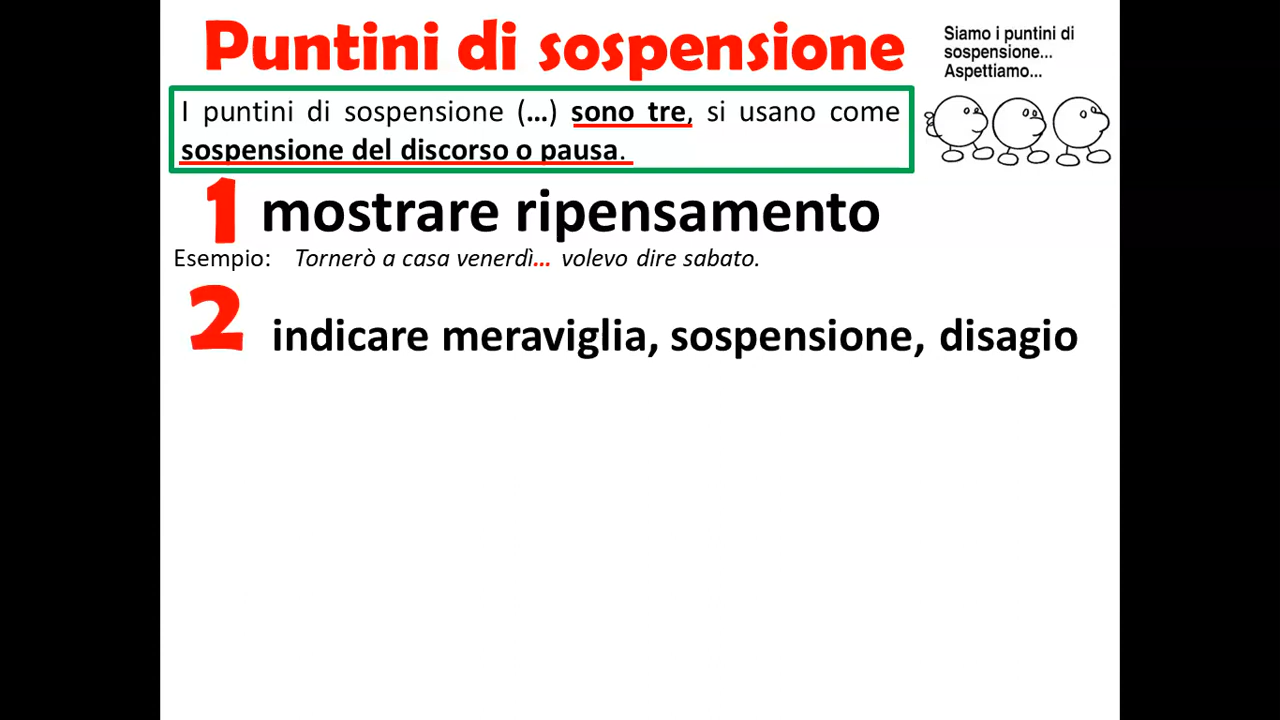 Puntini di sospensione
Siamo i puntini di
sospensione...
Aspettiamo...
I puntini di sospensione (...) sono tre, si usano come
sospensione del discorso o pausa.
1 mostrare ripensamento
Esempio: Tornerò a casa venerdì... volevo dire sabato.
2 indicare meraviglia, sospensione, disagio